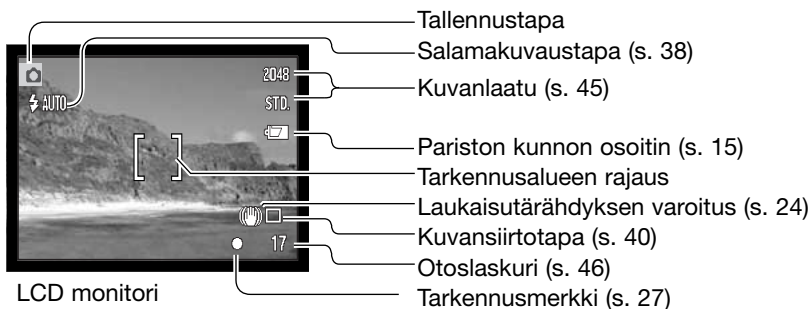 Tallennustapa
Salamakuvaustapa (s. 38)
2048
Kuvanlaatu (s. 45)
AUTO
STD.
Pariston kunnon osoitin (s. 15)
Tarkennusalueen rajaus
Laukaisutärähdyksen varoitus (s. 24)
Kuvansiirtotapa (s. 40)
17
Otoslaskuri (s. 46)
LCD monitori
Tarkennusmerkki (s. 27)